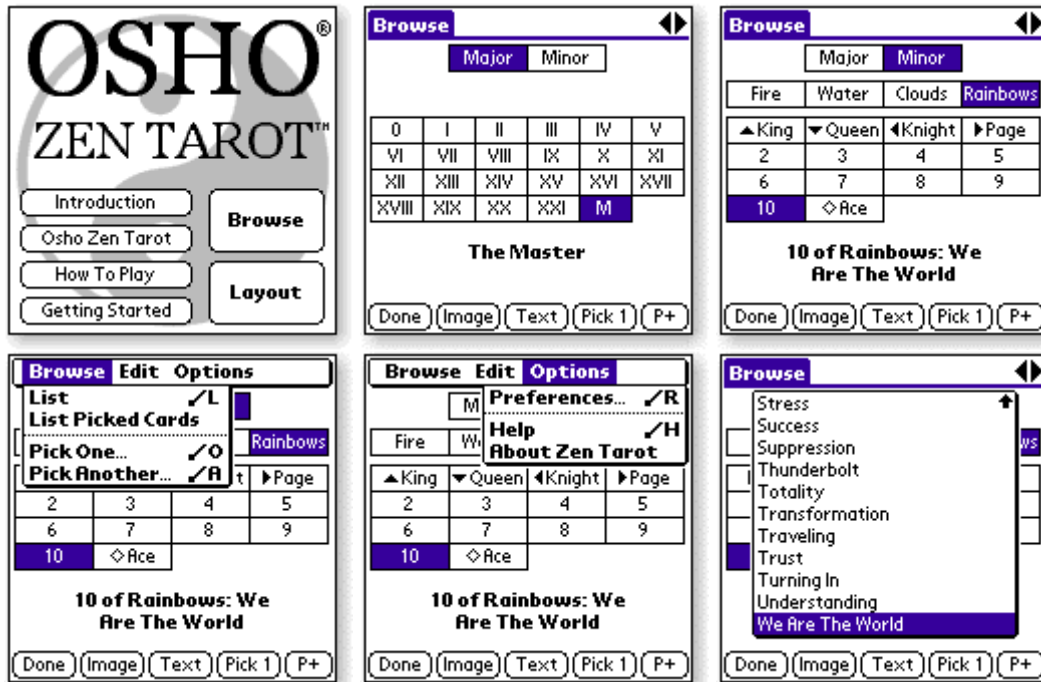 OSHO®
ZEN TAROT™
Introduction
Osho Zen Tarot
How To Play
Getting Started
Browse
Layout
Browse
Major Minor
0 I II III IV V
VI VII VIII IX X XI
XII XIII XIV XV XVI XVII
XVIII XIX XX XXI M
The Master
Done Image Text Pick 1 P+
Browse
Major Minor
Fire Water Clouds Rainbows
▲King ▼Queen ◀Knight ▶Page
2 3 4 5
6 7 8 9
10 ◇Ace
10 of Rainbows: We
Are The World
Done Image Text Pick 1 P+
Browse Edit Options
List /L
List Picked Cards
Pick One... /O
Pick Another... /A
Rainbows
t ▶Page
2 3 4 5
6 7 8 9
10 ◇Ace
10 of Rainbows: We
Are The World
Done Image Text Pick 1 P+
Browse Edit Options
Preferences... /R
Help /H
About Zen Tarot
M
Fire W
▲King ▼Queen ◀Knight ▶Page
2 3 4 5
6 7 8 9
10 ◇Ace
10 of Rainbows: We
Are The World
Done Image Text Pick 1 P+
Browse
Stress
Success
Suppression
Thunderbolt
Totality
Transformation
Traveling
Trust
Turning In
Understanding
We Are The World
ws
Done Image Text Pick 1 P+